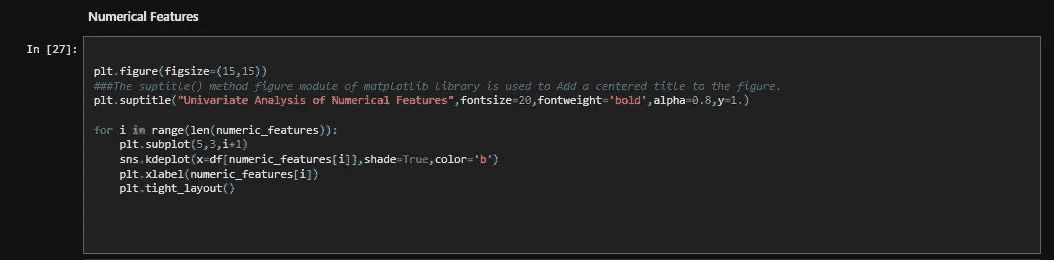 Numerical Features
In [27]:
plt.figure(figsize=(15,15))
###The suptitle() method figure module of matplotlib library is used to Add a centered title to the figure.
plt.suptitle("Univariate Analysis of Numerical Features",fontsize=20,fontweight='bold',alpha=0.8,y=1.)
for i in range(len(numeric_features)):
    plt.subplot(5,3,i+1)
    sns.kdeplot(x=df[numeric_features[i]],shade=True,color='b')
    plt.xlabel(numeric_features[i])
    plt.tight_layout()